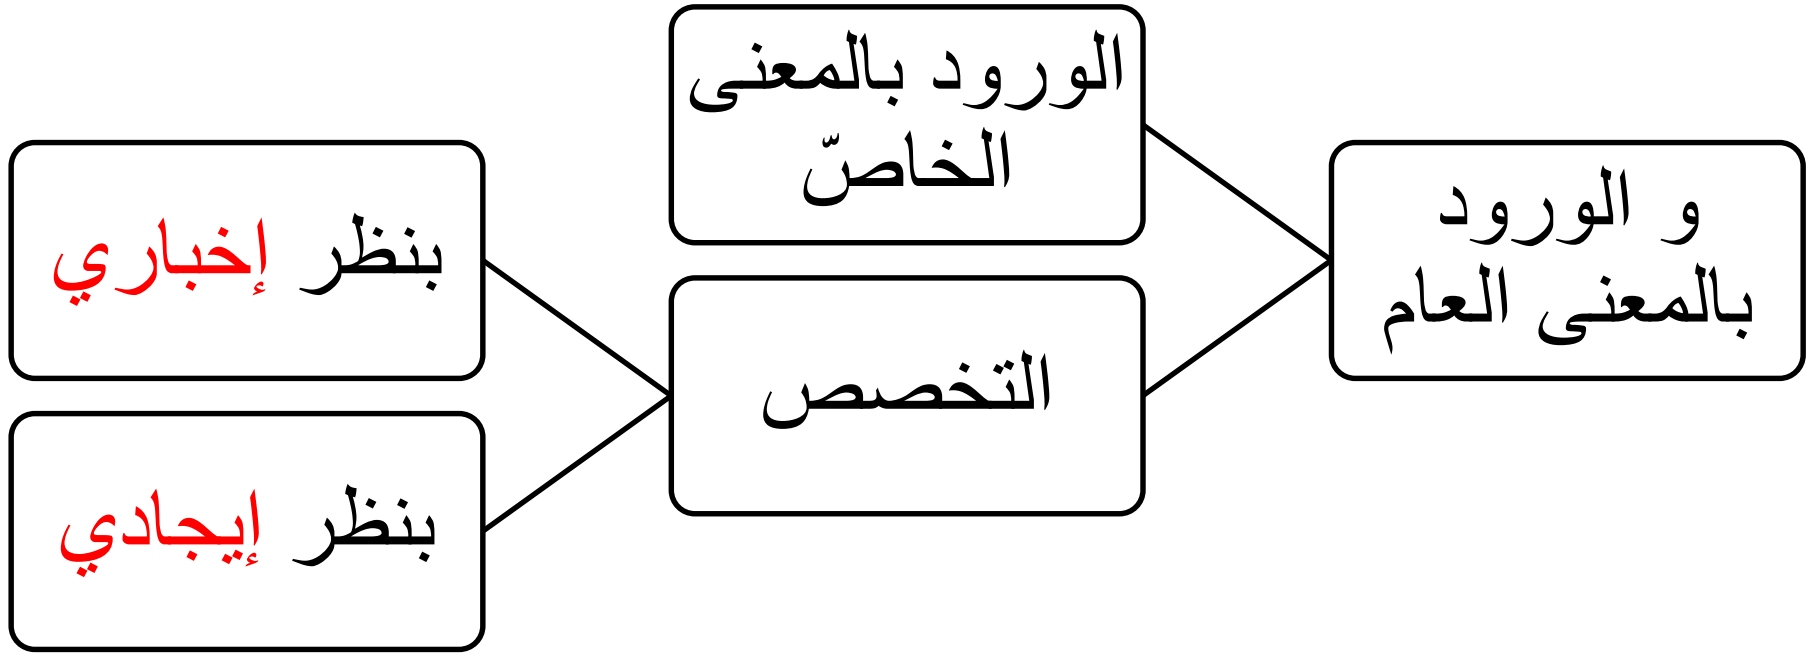 و الورود
بالمعنى العام
الورود بالمعنى
الخاصّ
التخصص
بنظر إخباري
بنظر إيجادي